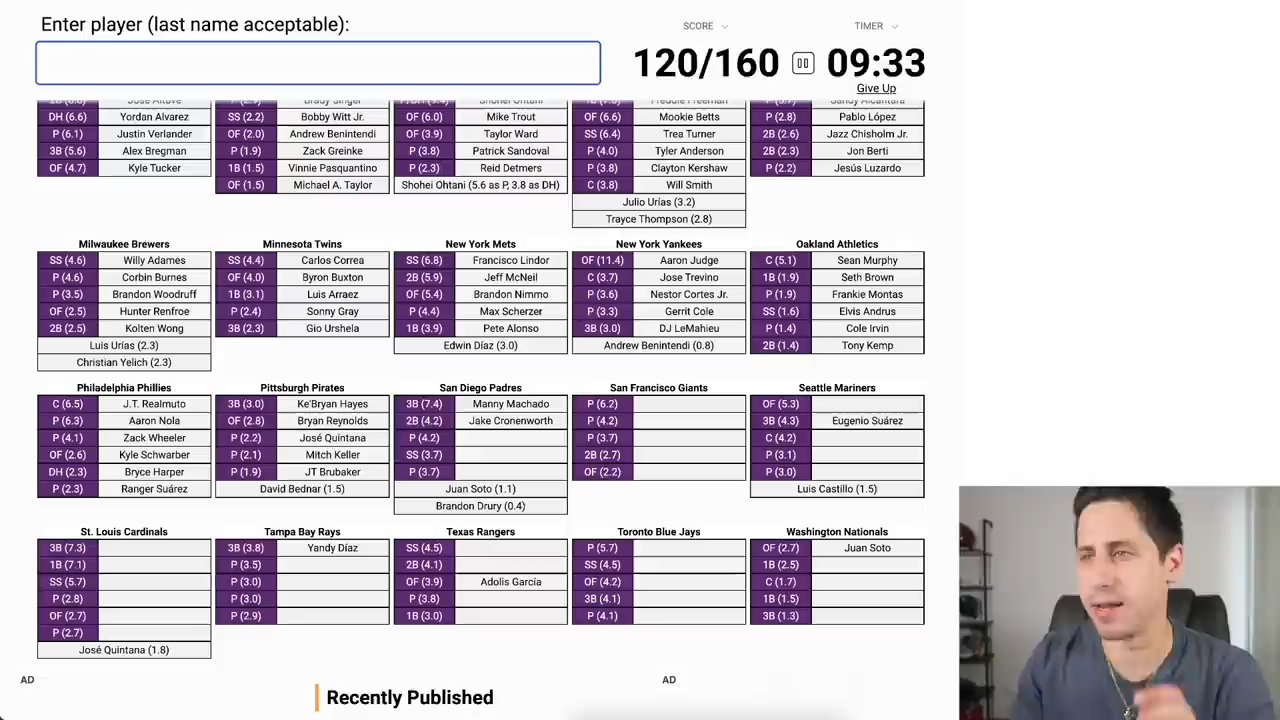 Enter player (last name acceptable):
SCORE TIMER
120/160 09:33
Give Up
DH (6.6) Yordan Alvarez
P (6.1) Justin Verlander
3B (5.6) Alex Bregman
OF (4.7) Kyle Tucker
P (2.9) Brady Singer
SS (2.2) Bobby Witt Jr.
OF (2.0) Andrew Benintendi
P (1.9) Zack Greinke
1B (1.5) Vinnie Pasquantino
OF (1.5) Michael A. Taylor
Shohei Ohtani
OF (6.0) Mike Trout
OF (3.9) Taylor Ward
P (3.8) Patrick Sandoval
P (2.3) Reid Detmers
Shohei Ohtani (5.6 as P, 3.8 as DH)
Freddie Freeman
OF (6.6) Mookie Betts
SS (6.4) Trea Turner
P (4.0) Tyler Anderson
P (3.8) Clayton Kershaw
C (3.8) Will Smith
Julio Urías (3.2)
Trayce Thompson (2.8)
Sandy Alcantara
P (2.8) Pablo López
2B (2.6) Jazz Chisholm Jr.
2B (2.3) Jon Berti
P (2.2) Jesús Luzardo
Milwaukee Brewers
SS (4.6) Willy Adames
P (4.6) Corbin Burnes
P (3.5) Brandon Woodruff
OF (2.5) Hunter Renfroe
2B (2.5) Kolten Wong
Luis Urías (2.3)
Christian Yelich (2.3)
Minnesota Twins
SS (4.4) Carlos Correa
OF (4.0) Byron Buxton
1B (3.1) Luis Arraez
P (2.4) Sonny Gray
3B (2.3) Gio Urshela
New York Mets
SS (6.8) Francisco Lindor
2B (5.9) Jeff McNeil
OF (5.4) Brandon Nimmo
P (4.4) Max Scherzer
1B (3.9) Pete Alonso
Edwin Díaz (3.0)
New York Yankees
OF (11.4) Aaron Judge
C (3.7) Jose Trevino
P (3.6) Nestor Cortes Jr.
P (3.3) Gerrit Cole
3B (3.0) DJ LeMahieu
Andrew Benintendi (0.8)
Oakland Athletics
C (5.1) Sean Murphy
1B (1.9) Seth Brown
P (1.9) Frankie Montas
SS (1.6) Elvis Andrus
P (1.4) Cole Irvin
2B (1.4) Tony Kemp
Philadelphia Phillies
C (6.5) J.T. Realmuto
P (6.3) Aaron Nola
P (4.1) Zack Wheeler
OF (2.6) Kyle Schwarber
DH (2.3) Bryce Harper
P (2.3) Ranger Suárez
Pittsburgh Pirates
3B (3.0) Ke'Bryan Hayes
OF (2.8) Bryan Reynolds
P (2.2) José Quintana
P (2.1) Mitch Keller
P (1.9) JT Brubaker
David Bednar (1.5)
San Diego Padres
3B (7.4) Manny Machado
2B (4.2) Jake Cronenworth
P (4.2)
SS (3.7)
P (3.7)
Juan Soto (1.1)
Brandon Drury (0.4)
San Francisco Giants
P (6.2)
P (4.2)
P (3.7)
2B (2.7)
OF (2.2)
Seattle Mariners
OF (5.3)
3B (4.3) Eugenio Suárez
C (4.2)
P (3.1)
P (3.0)
Luis Castillo (1.5)
St. Louis Cardinals
3B (7.3)
1B (7.1)
SS (5.7)
P (2.8)
OF (2.7)
P (2.7)
José Quintana (1.8)
Tampa Bay Rays
3B (3.8) Yandy Díaz
P (3.5)
P (3.0)
P (3.0)
P (2.9)
Texas Rangers
SS (4.5)
2B (4.1)
OF (3.9) Adolis García
P (3.8)
1B (3.0)
Toronto Blue Jays
P (5.7)
SS (4.5)
OF (4.2)
3B (4.1)
P (4.1)
Washington Nationals
OF (2.7) Juan Soto
1B (2.5)
C (1.7)
1B (1.5)
3B (1.3)
AD AD
Recently Published